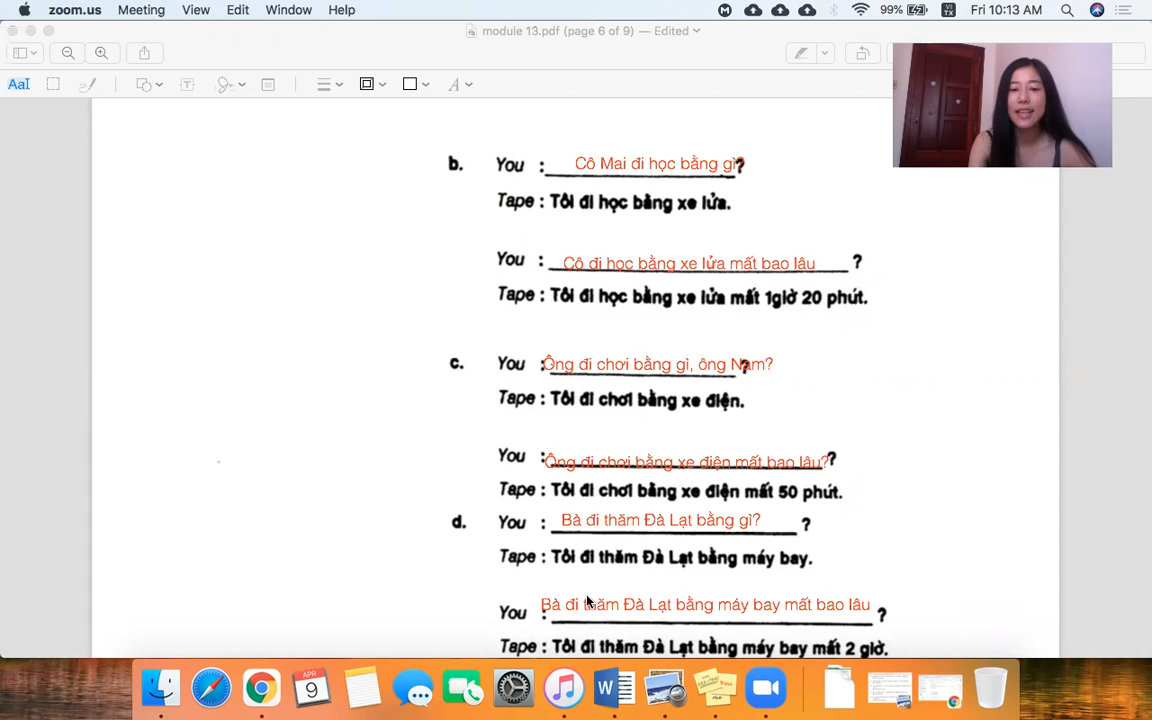 zoom.us Meeting View Edit Window Help 99% VI TX Fri 10:13 AM
module 13.pdf (page 6 of 9) — Edited
AaI T A
b. You : Cô Mai đi học bằng gì?
Tape : Tôi đi học bằng xe lửa.
You : Cô đi học bằng xe lửa mất bao lâu ?
Tape : Tôi đi học bằng xe lửa mất 1giờ 20 phút.
c. You : Ông đi chơi bằng gì, ông Nam? ?
Tape : Tôi đi chơi bằng xe điện.
You : Ông đi chơi bằng xe điện mất bao lâu? ?
Tape : Tôi đi chơi bằng xe điện mất 50 phút.
d. You : Bà đi thăm Đà Lạt bằng gì? ?
Tape : Tôi đi thăm Đà Lạt bằng máy bay.
You : Bà đi thăm Đà Lạt bằng máy bay mất bao lâu ?
Tape : Tôi đi thăm Đà Lạt bằng máy bay mất 2 giờ.
APR
9